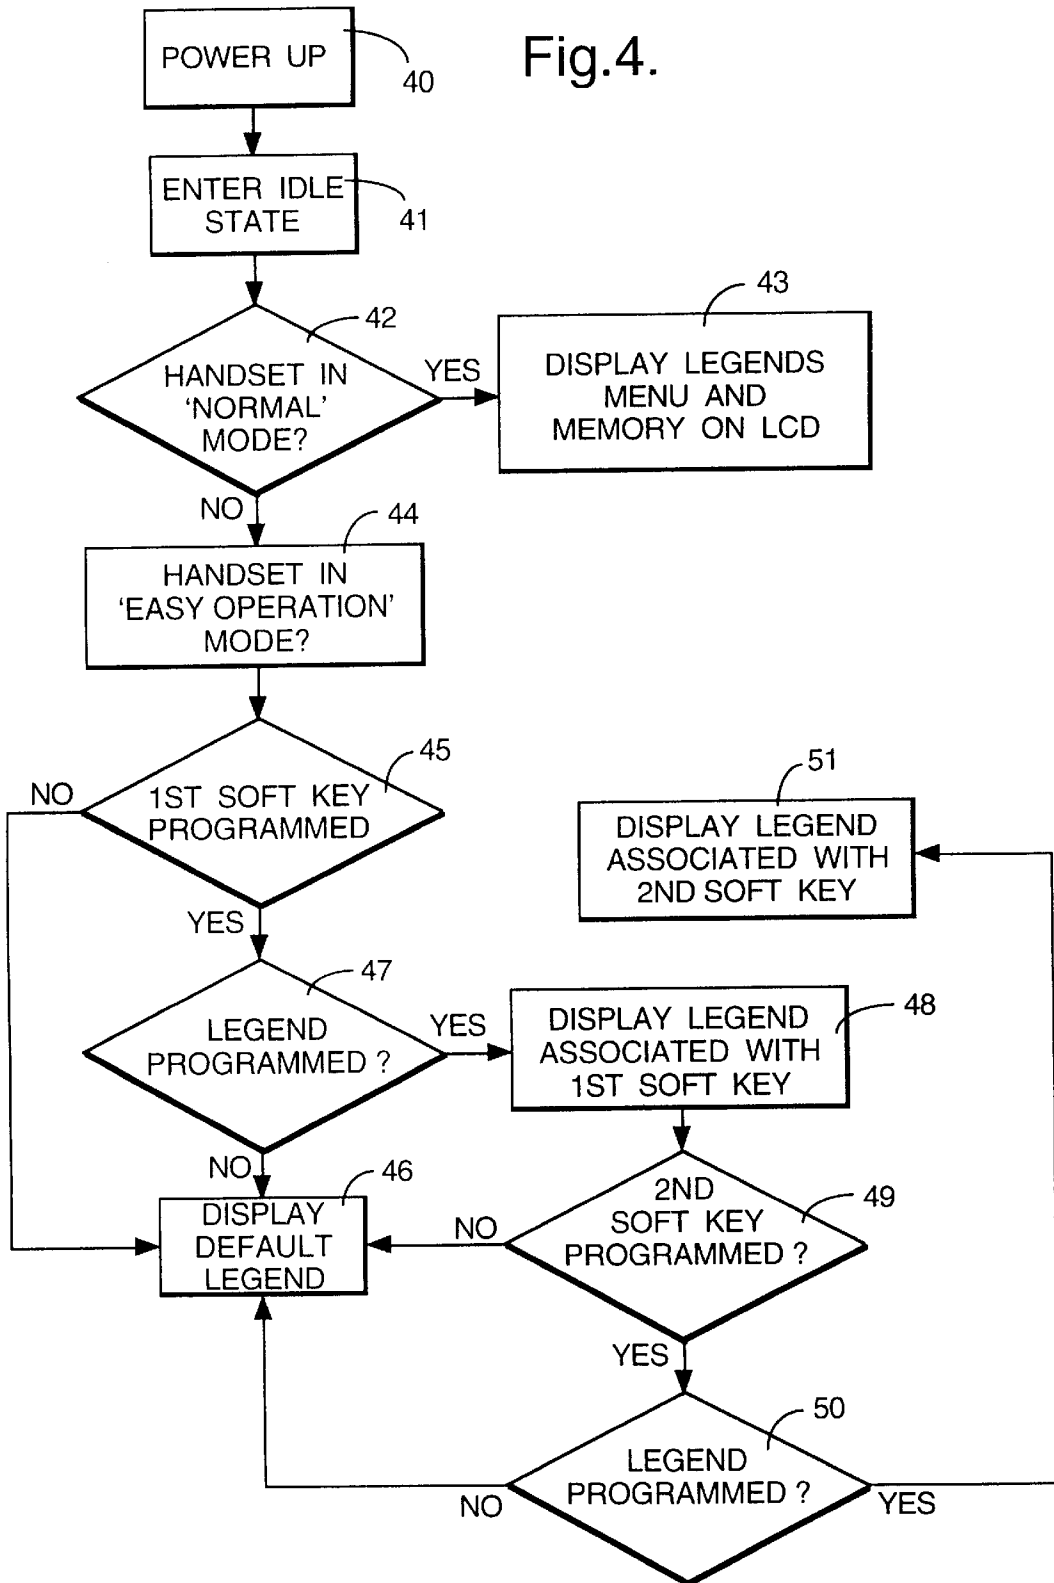 Fig.4.
POWER UP
40
ENTER IDLE
STATE
41
42
HANDSET IN
‘NORMAL’
MODE?
YES
43
DISPLAY LEGENDS
MENU AND
MEMORY ON LCD
NO
44
HANDSET IN
‘EASY OPERATION’
MODE?
45
NO
1ST SOFT KEY
PROGRAMMED
YES
51
DISPLAY LEGEND
ASSOCIATED WITH
2ND SOFT KEY
47
LEGEND
PROGRAMMED ?
YES
48
DISPLAY LEGEND
ASSOCIATED WITH
1ST SOFT KEY
NO
46
DISPLAY
DEFAULT
LEGEND
49
2ND
SOFT KEY
PROGRAMMED ?
NO
YES
50
LEGEND
PROGRAMMED ?
NO
YES